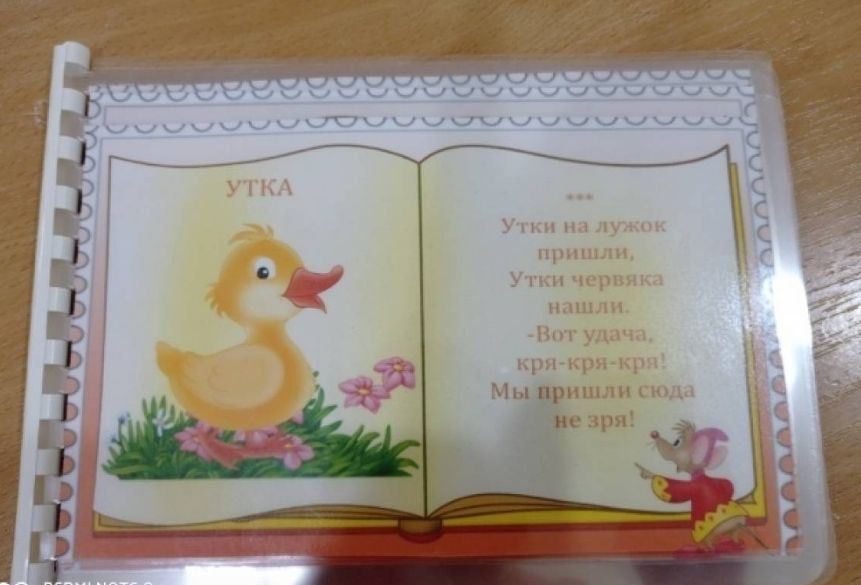 УТКА
***
Утки на лужок
пришли,
Утки червяка
нашли.
-Вот удача,
кря-кря-кря!
Мы пришли сюда
не зря!